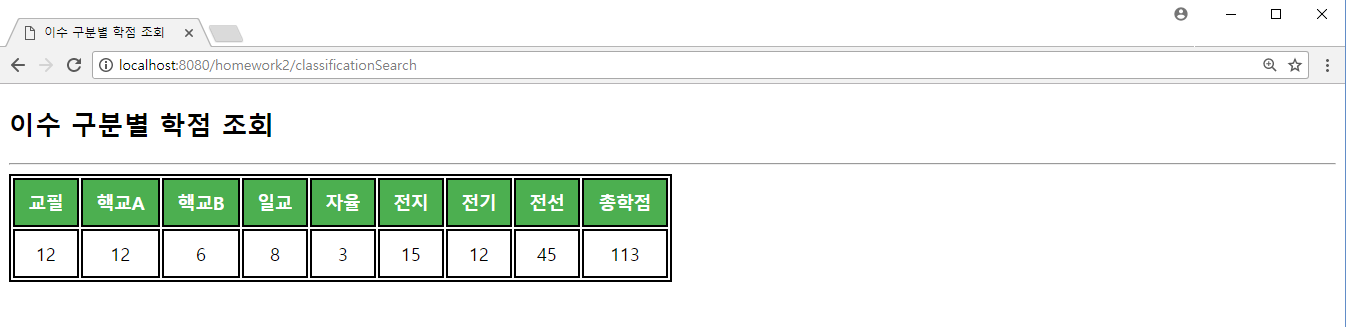 이수 구분별 학점 조회
localhost:8080/homework2/classificationSearch
이수 구분별 학점 조회
교필 핵교A 핵교B 일교 자율 전지 전기 전선 총학점
12 12 6 8 3 15 12 45 113